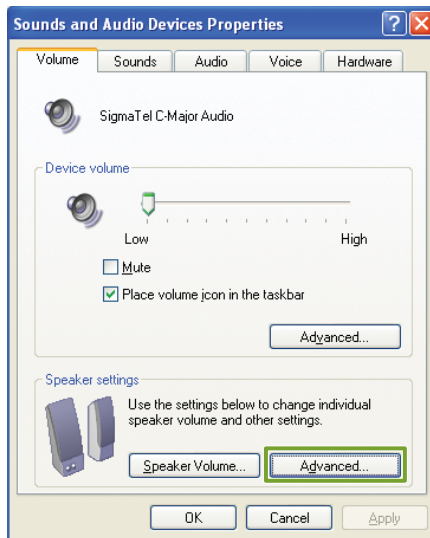 Sounds and Audio Devices Properties
Volume Sounds Audio Voice Hardware
SigmaTel C-Major Audio
Device volume
Low High
Mute
Place volume icon in the taskbar
Advanced...
Speaker settings
Use the settings below to change individual
speaker volume and other settings.
Speaker Volume... Advanced...
OK Cancel Apply